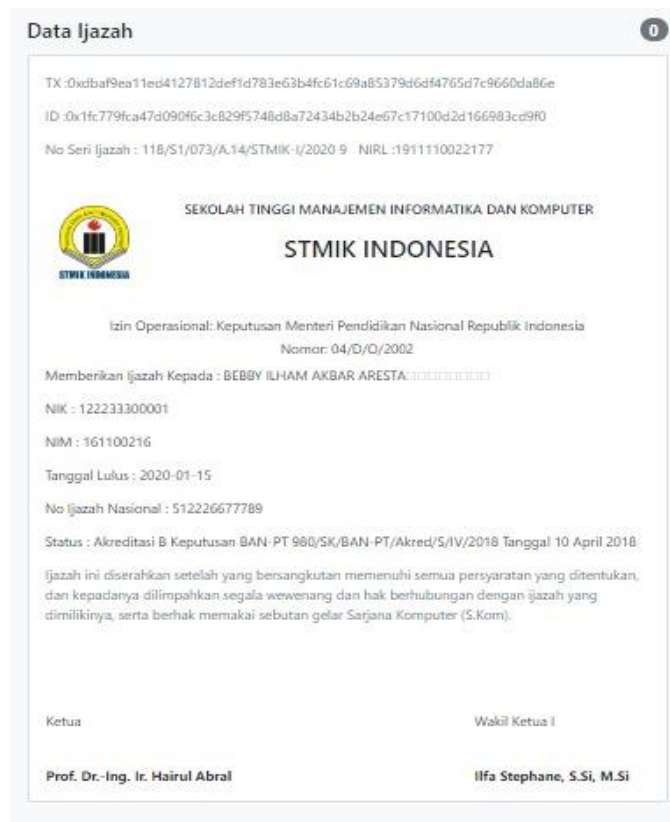 Data Ijazah
0
TX :0xdbaf9ea11ed4127812def1d783e63b4fc61c69a85379d6df4765d7c9660da86e
ID :0x1fc779fca47d090f6c3c829f5748d8a72434b2b24e67c17100d2d166983cd9f0
No Seri Ijazah : 118/S1/073/A.14/STMIK-I/2020 9 NIRL :1911110022177
SEKOLAH TINGGI MANAJEMEN INFORMATIKA DAN KOMPUTER
STMIK INDONESIA
STMIK INDONESIA
Izin Operasional: Keputusan Menteri Pendidikan Nasional Republik Indonesia
Nomor: 04/D/O/2002
Memberikan Ijazah Kepada : BEBBY ILHAM AKBAR ARESTA□□□□□□□□
NIK : 122233300001
NIM : 161100216
Tanggal Lulus : 2020-01-15
No Ijazah Nasional : 512226677789
Status : Akreditasi B Keputusan BAN-PT 980/SK/BAN-PT/Akred/S/IV/2018 Tanggal 10 April 2018
Ijazah ini diserahkan setelah yang bersangkutan memenuhi semua persyaratan yang ditentukan,
dan kepadanya dilimpahkan segala wewenang dan hak berhubungan dengan ijazah yang
dimilikinya, serta berhak memakai sebutan gelar Sarjana Komputer (S.Kom).
Ketua
Wakil Ketua I
Prof. Dr.-Ing. Ir. Hairul Abral
Ilfa Stephane, S.Si, M.Si